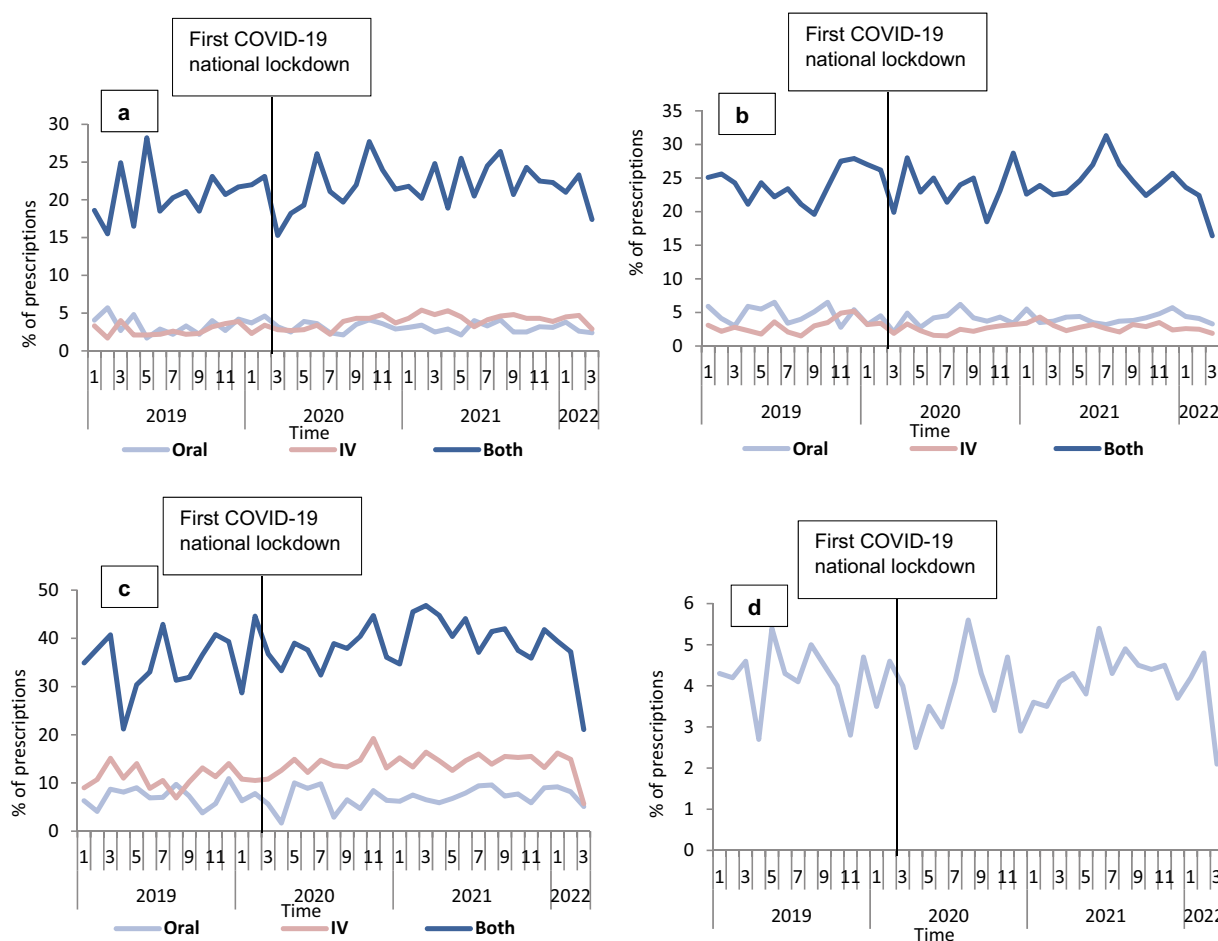 First COVID-19
national lockdown
a
30
25
20
15
10
5
0
% of prescriptions
1 3 5 7 9 11 1 3 5 7 9 11 1 3 5 7 9 11 1 3
2019 2020 2021 2022
Time
Oral IV Both
First COVID-19
national lockdown
b
35
30
25
20
15
10
5
0
% of prescriptions
1 3 5 7 9 11 1 3 5 7 9 11 1 3 5 7 9 11 1 3
2019 2020 2021 2022
Time
Oral IV Both
First COVID-19
national lockdown
c
50
40
30
20
10
0
% of prescriptions
1 3 5 7 9 11 1 3 5 7 9 11 1 3 5 7 9 11 1 3
2019 2020 2021 2022
Time
Oral IV Both
First COVID-19
national lockdown
d
6
5
4
3
2
1
0
% of prescriptions
1 3 5 7 9 11 1 3 5 7 9 11 1 3 5 7 9 11 1 3
2019 2020 2021 2022
Time